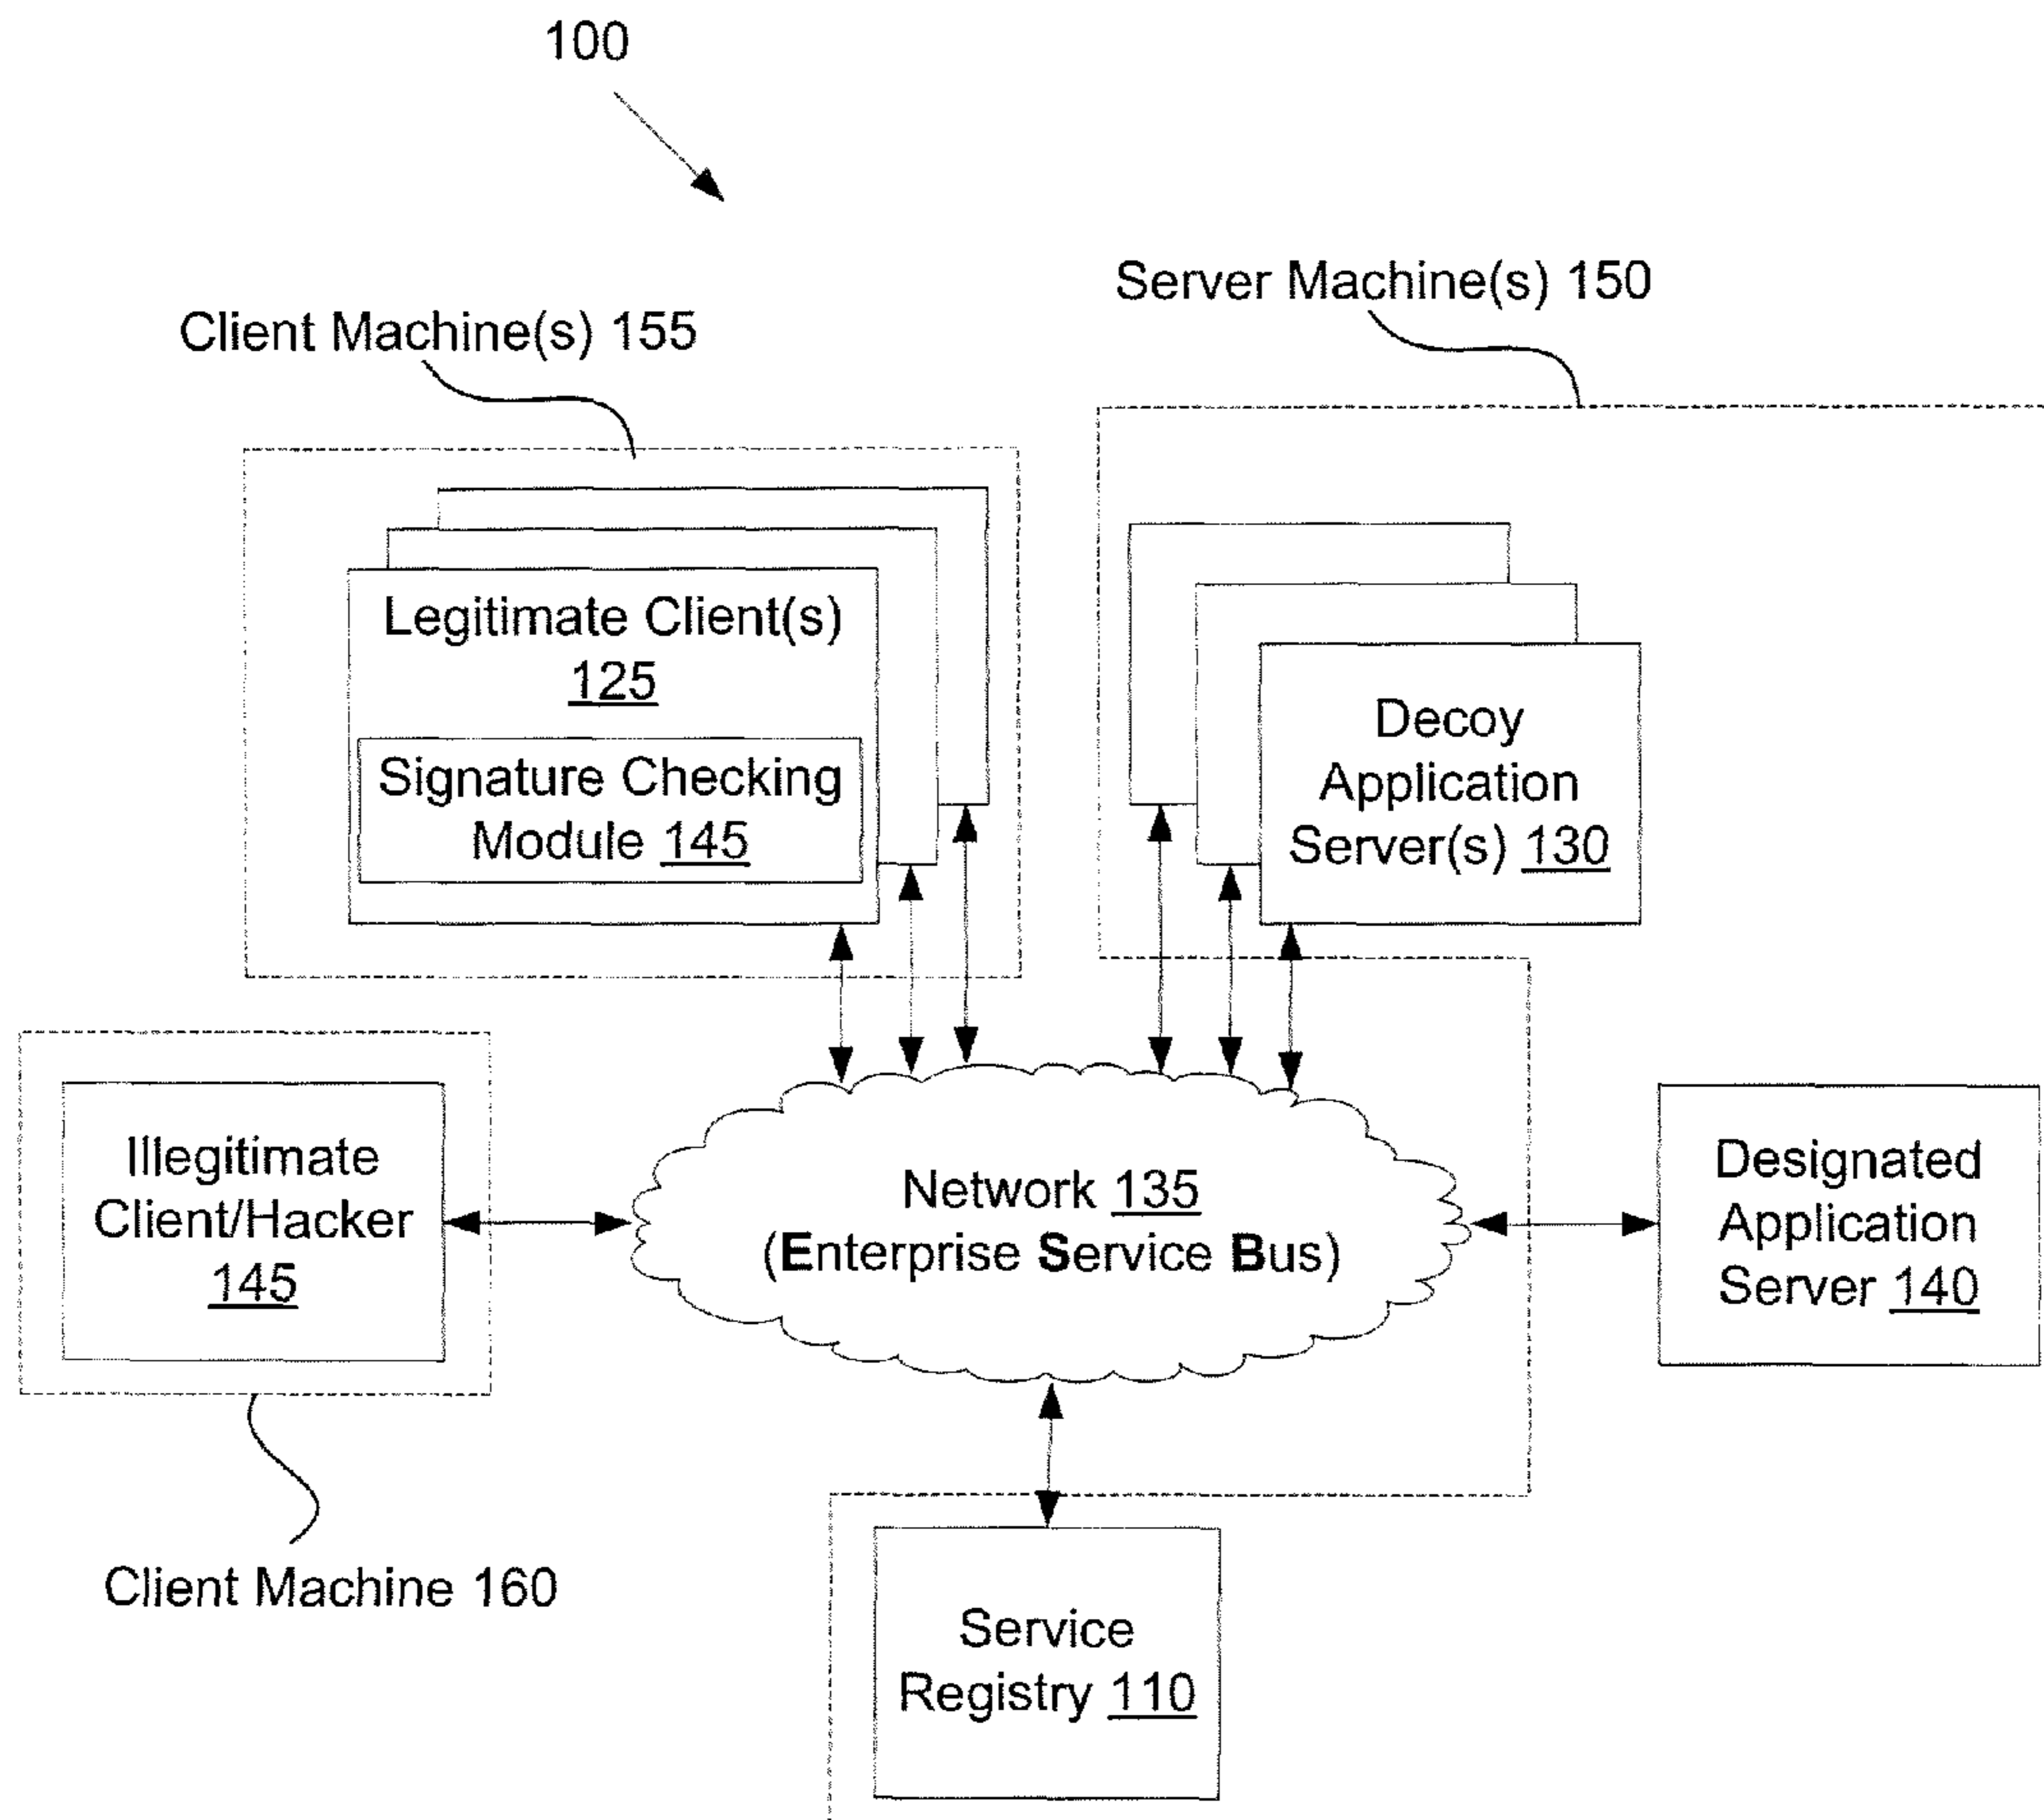 100
Server Machine(s) 150
Client Machine(s) 155
Legitimate Client(s)
125
Signature Checking
Module 145
Decoy
Application
Server(s) 130
Illegitimate
Client/Hacker
145
Network 135
(Enterprise Service Bus)
Designated
Application
Server 140
Client Machine 160
Service
Registry 110